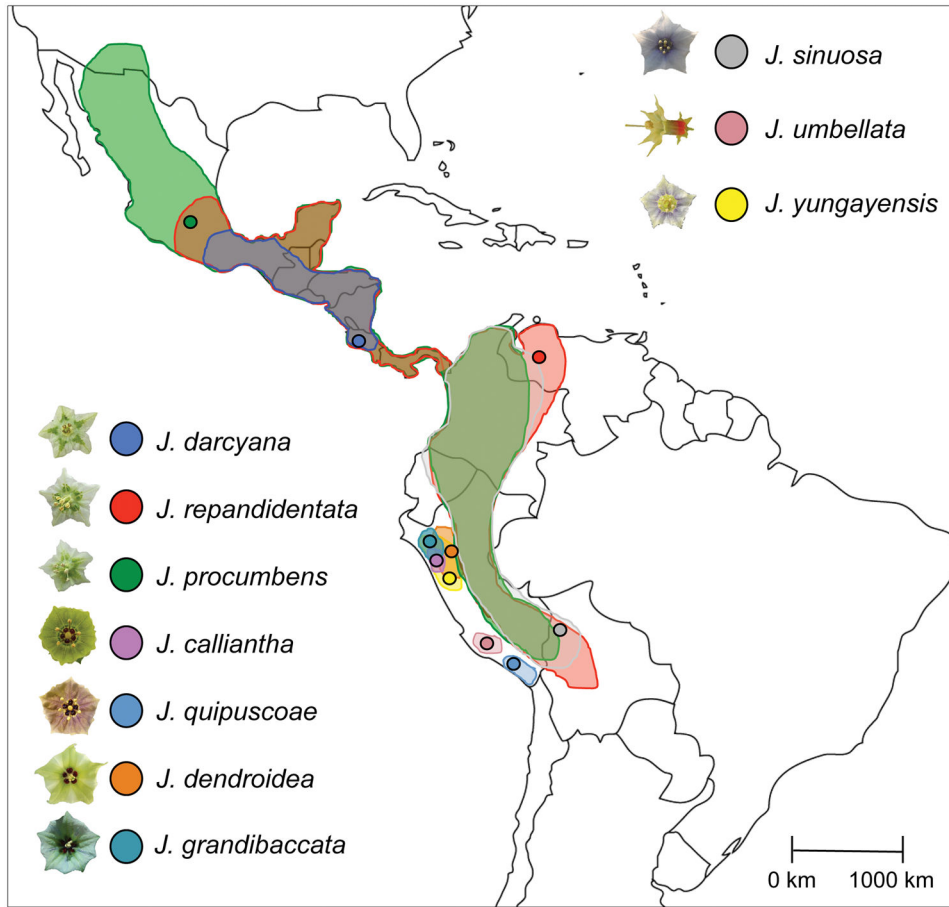 J. sinuosa
J. umbellata
J. yungayensis
J. darcyana
J. repandidentata
J. procumbens
J. calliantha
J. quipuscoae
J. dendroidea
J. grandibaccata
0 km 1000 km